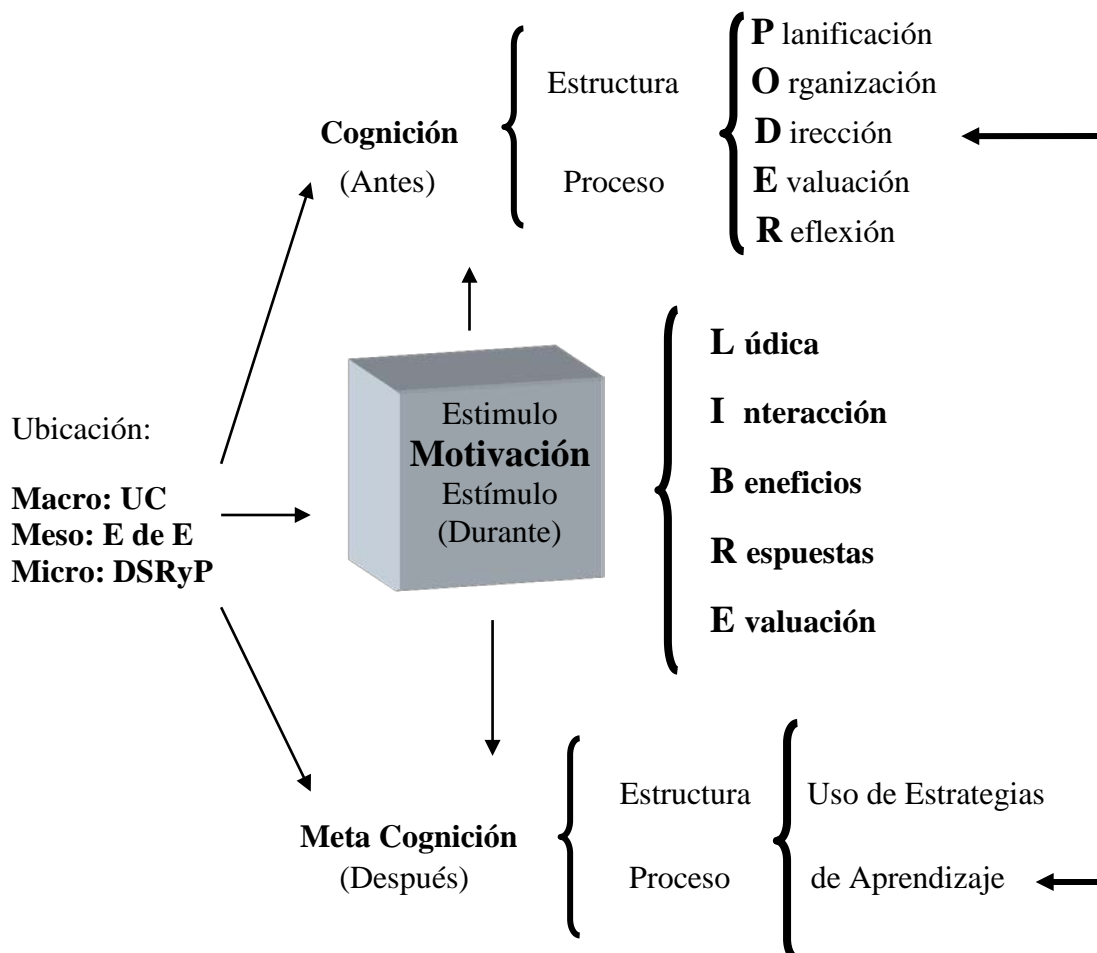 P lanificación
Estructura
O rganización
Cognición
D irección
(Antes)
Proceso
E valuación
R eflexión
L údica
I nteracción
Estimulo
Motivación
Estímulo
(Durante)
B eneficios
R espuestas
E valuación
Ubicación:
Macro: UC
Meso: E de E
Micro: DSRyP
Estructura
Uso de Estrategias
Meta Cognición
(Después)
Proceso
de Aprendizaje